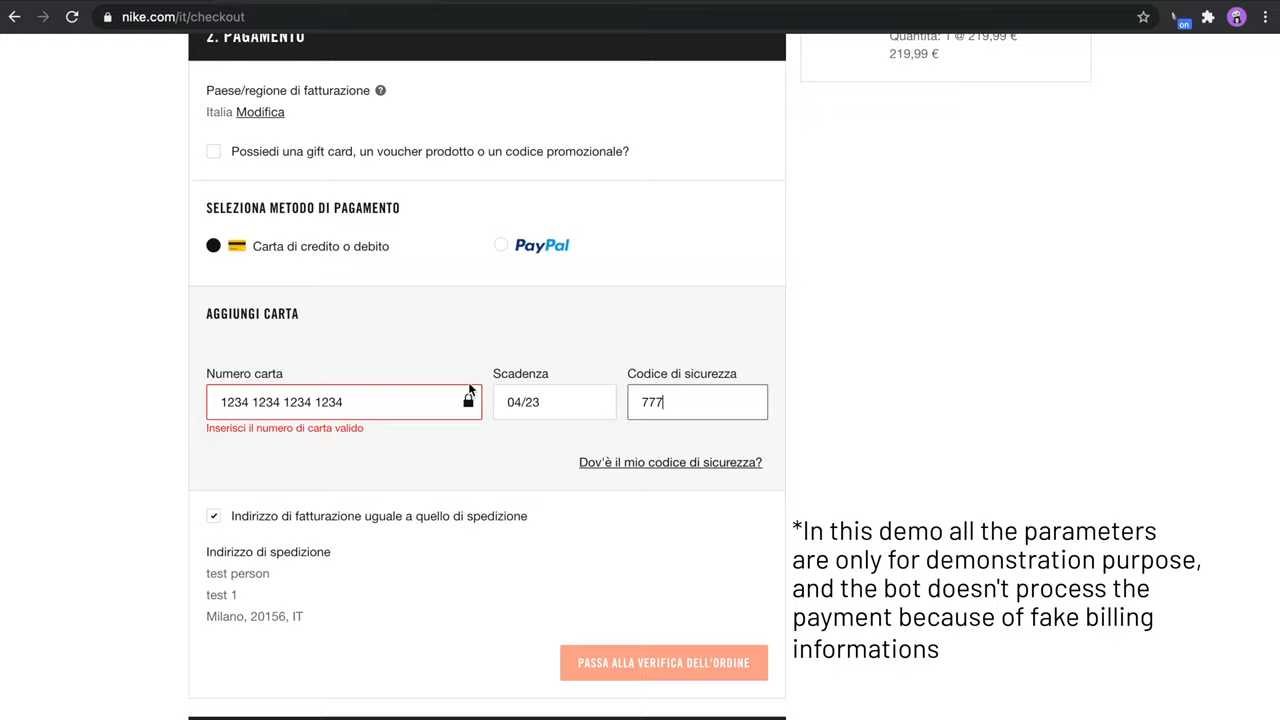 nike.com/it/checkout
on
2. PAGAMENTO
Quantità: 1 @ 219,99 €
219,99 €
Paese/regione di fatturazione ?
Italia Modifica
Possiedi una gift card, un voucher prodotto o un codice promozionale?
SELEZIONA METODO DI PAGAMENTO
Carta di credito o debito
PayPal
AGGIUNGI CARTA
Numero carta
Scadenza
Codice di sicurezza
1234 1234 1234 1234
04/23
777
Inserisci il numero di carta valido
Dov'è il mio codice di sicurezza?
Indirizzo di fatturazione uguale a quello di spedizione
Indirizzo di spedizione
test person
test 1
Milano, 20156, IT
PASSA ALLA VERIFICA DELL'ORDINE
*In this demo all the parameters
are only for demonstration purpose,
and the bot doesn't process the
payment because of fake billing
informations